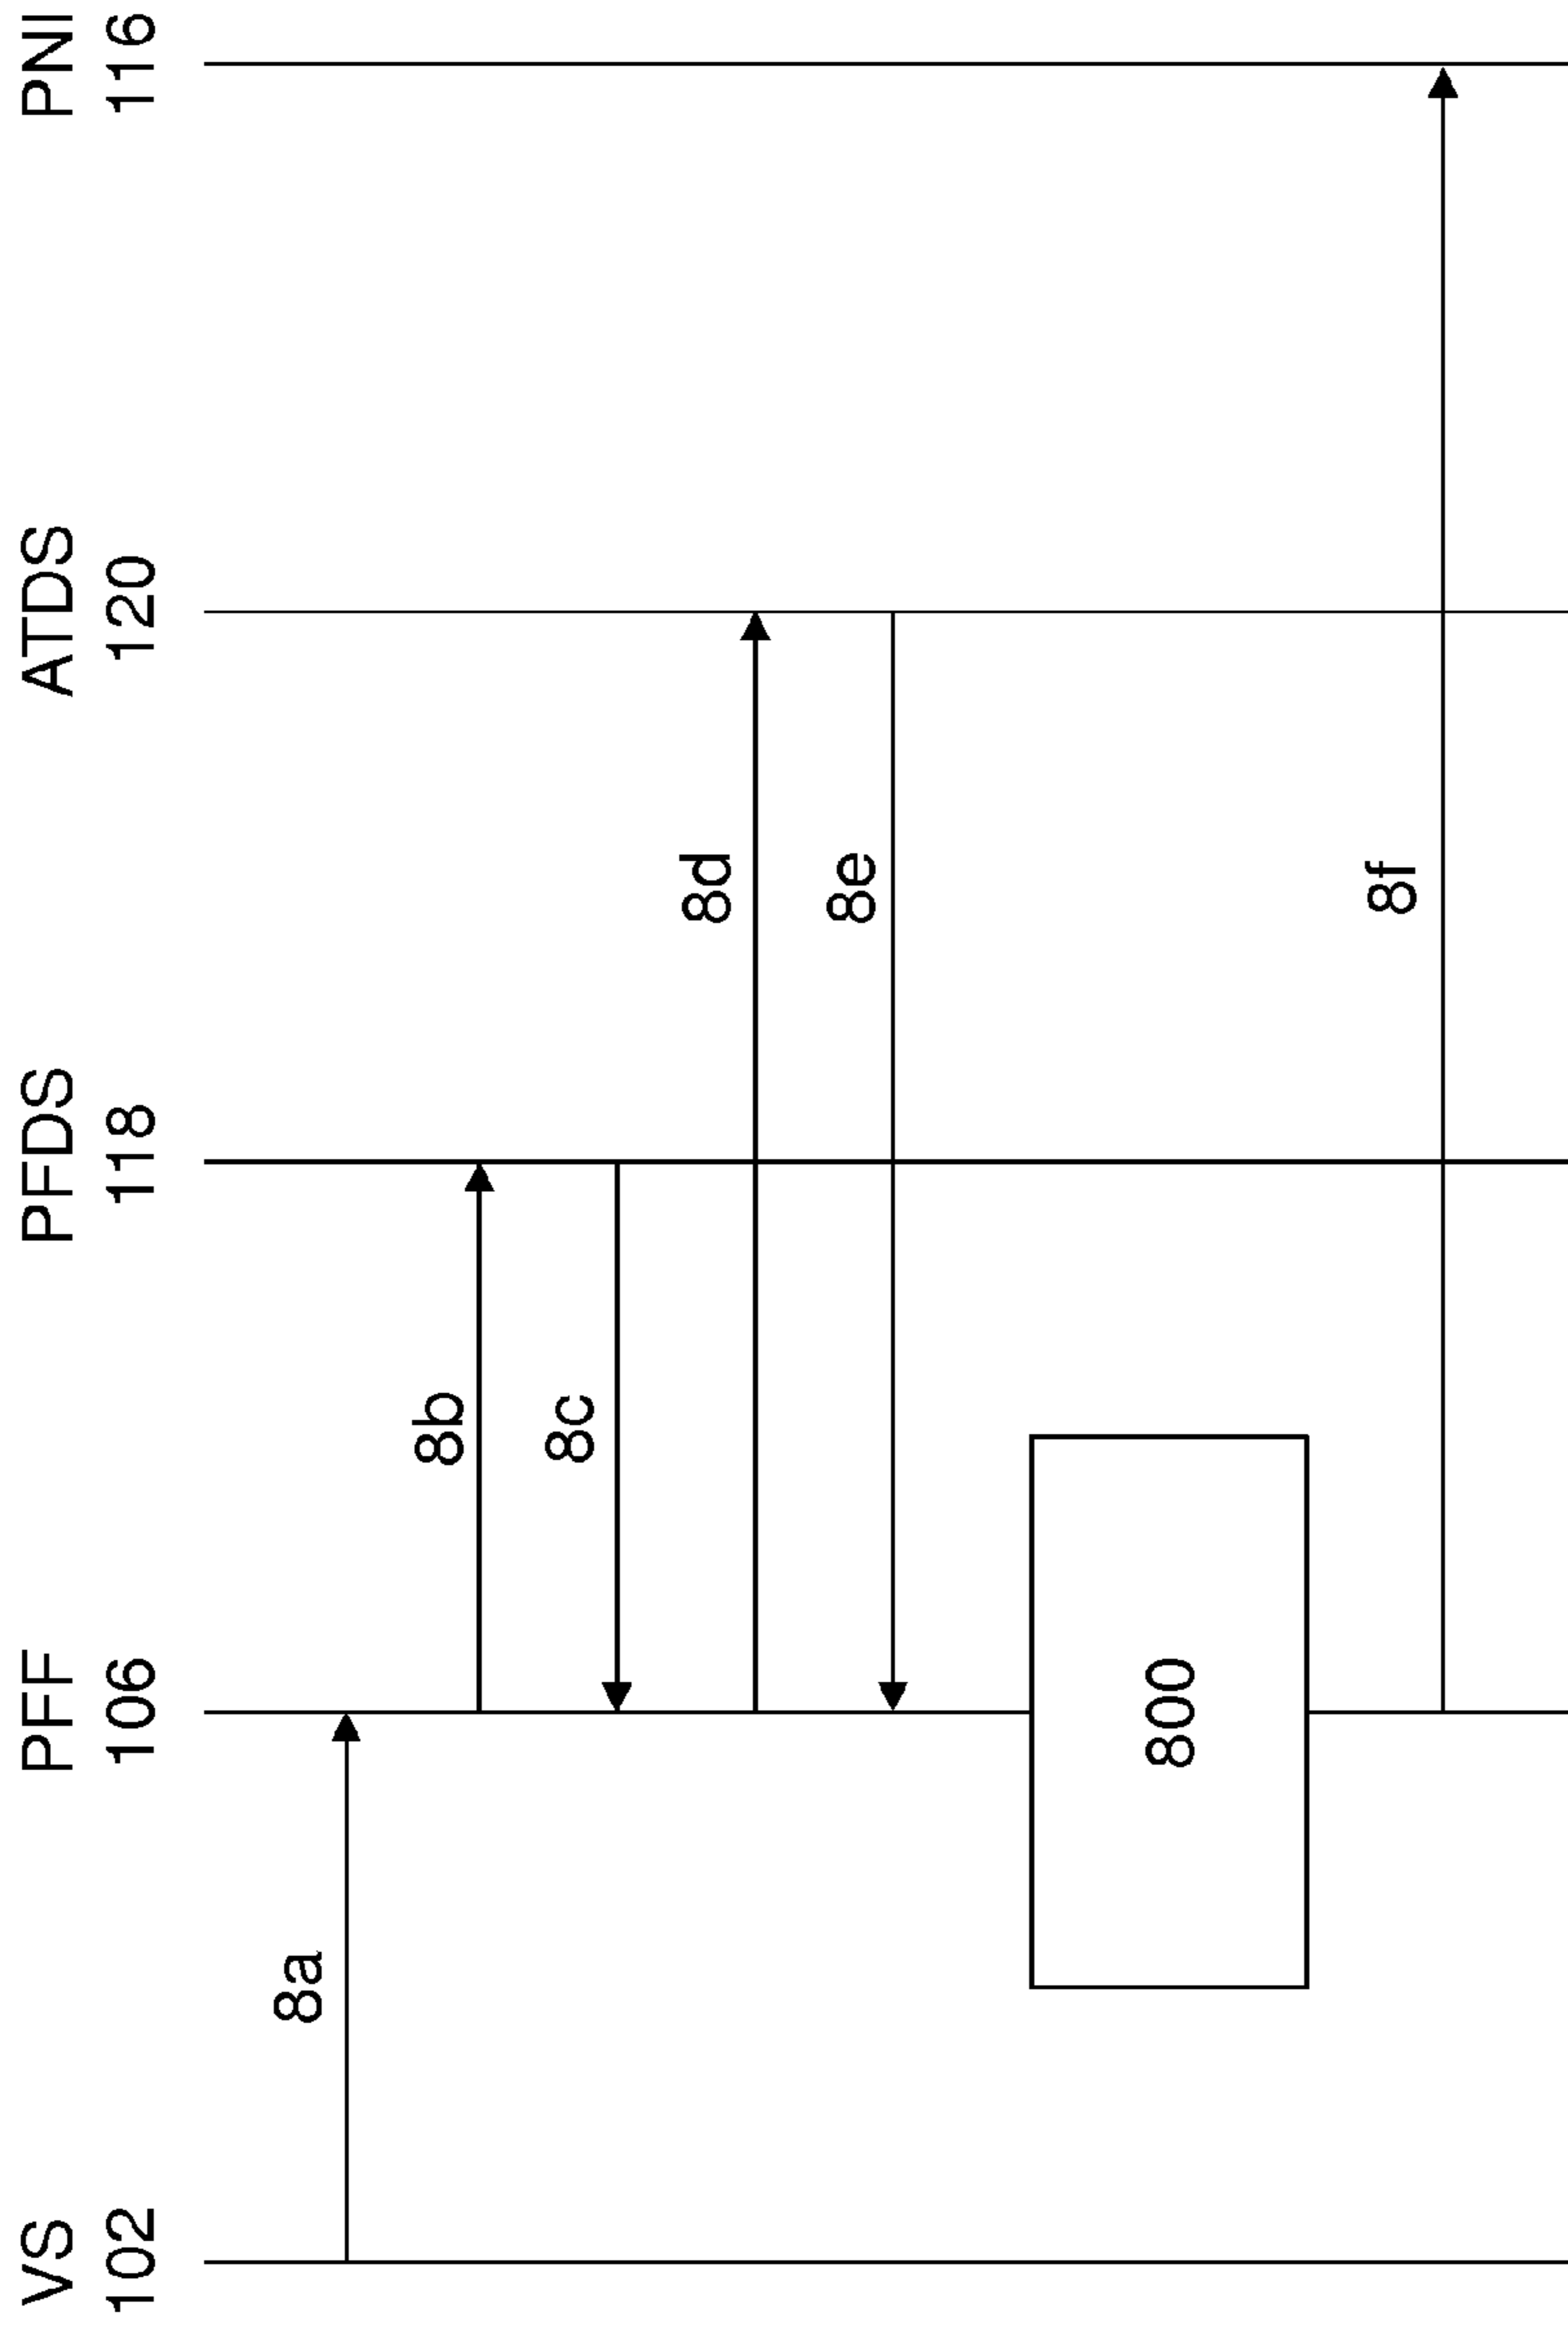 VS
102
PFF
106
PFDS
118
ATDS
120
PNI
116
8a
8b
8c
8d
8e
800
8f